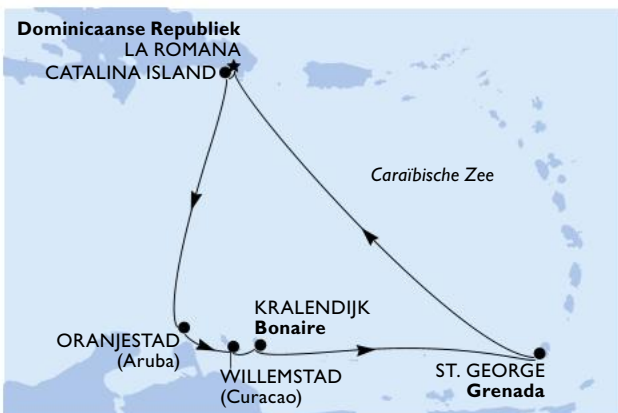 Dominicaanse Republiek
LA ROMANA
CATALINA ISLAND
Caraïbische Zee
KRALENDIJK
Bonaire
ORANJESTAD
(Aruba)
WILLEMSTAD
(Curacao)
ST. GEORGE
Grenada